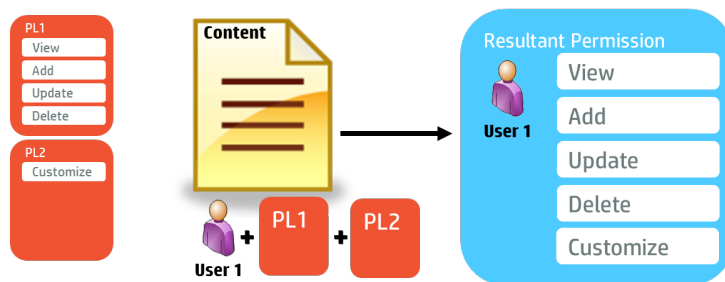 PL1
View
Add
Update
Delete
PL2
Customize
Content
User 1
PL1
PL2
Resultant Permission
User 1
View
Add
Update
Delete
Customize